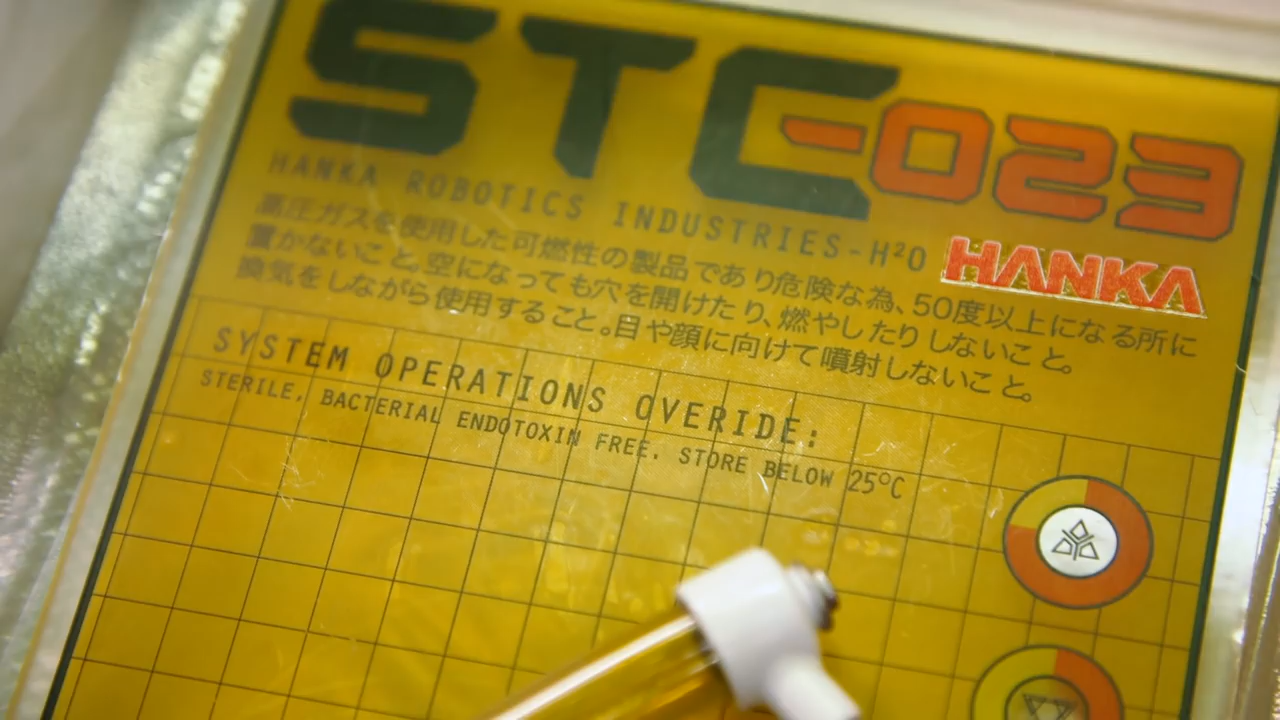 STC-023
HANKA ROBOTICS INDUSTRIES-H²O
HANKA
高圧ガスを使用した可燃性の製品であり危険な為、50度以上になる所に
置かないこと。空になっても穴を開けたり、燃やしたりしないこと。
換気をしながら使用すること。目や顔に向けて噴射しないこと。
SYSTEM OPERATIONS OVERIDE:
STERILE, BACTERIAL ENDOTOXIN FREE. STORE BELOW 25°C